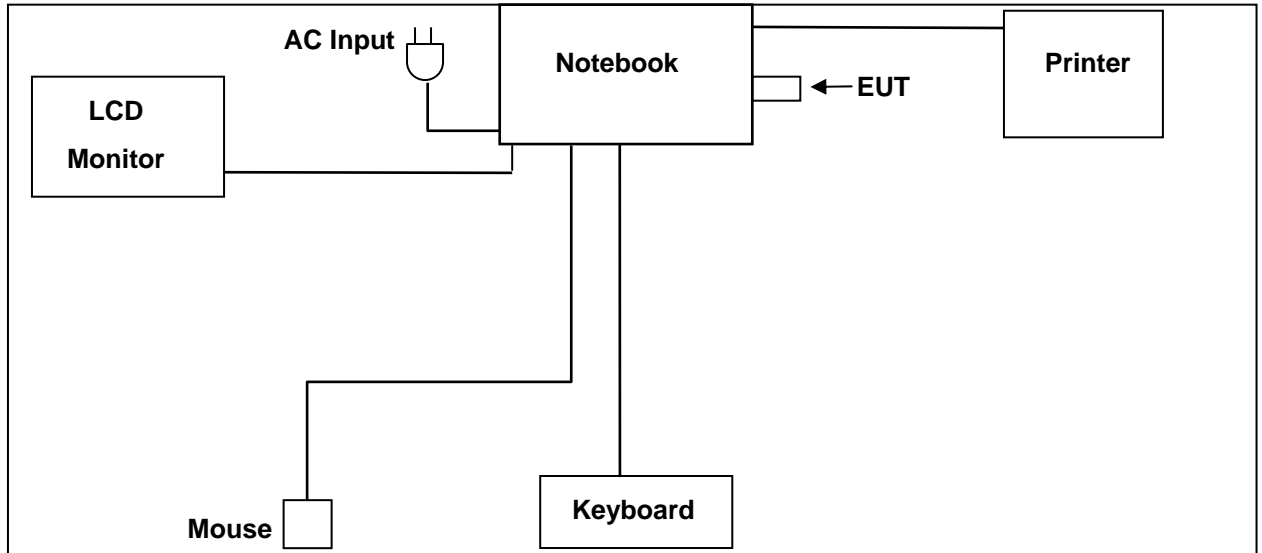 AC Input
Notebook
Printer
EUT
LCD
Monitor
Mouse
Keyboard